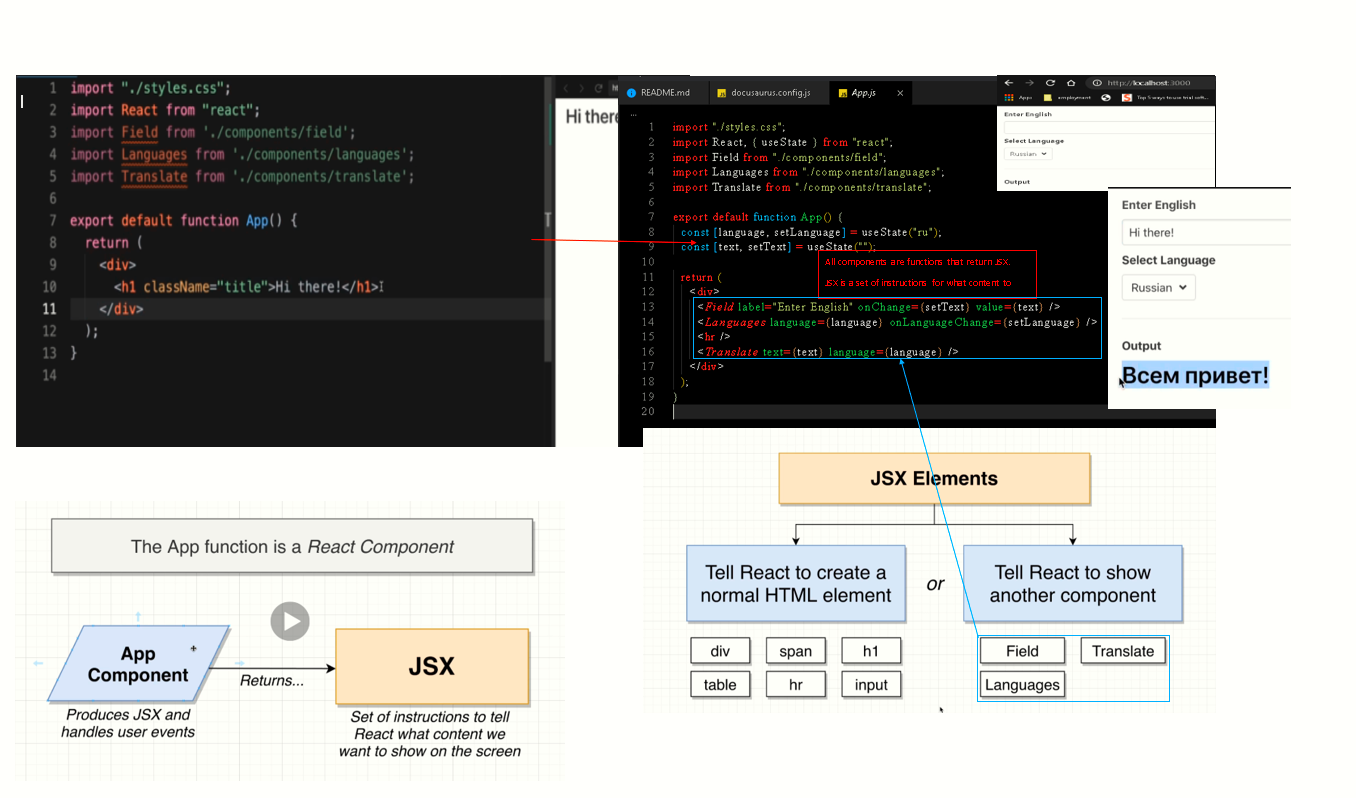 1 import "./styles.css";
2 import React from "react";
3 import Field from './components/field';
4 import Languages from './components/languages';
5 import Translate from './components/translate';
6
7 export default function App() {
8 return (
9 <div>
10 <h1 className="title">Hi there!</h1>
11 </div>
12 );
13 }
14
Hi there
README.md
docusaurus.config.js
App.js
...
1 import "./styles.css";
2 import React, { useState } from "react";
3 import Field from "./components/field";
4 import Languages from "./components/languages";
5 import Translate from "./components/translate";
6
7 export default function App() {
8 const [language, setLanguage] = useState("ru");
9 const [text, setText] = useState("");
10
11 return (
12 <div>
13 <Field label="Enter English" onChange={setText} value={text} />
14 <Languages language={language} onLanguageChange={setLanguage} />
15 <hr />
16 <Translate text={text} language={language} />
17 </div>
18 );
19 }
20
All components are functions that return JSX.
JSX is a set of instructions for what content to
http://localhost:3000
Apps
employment
Top 5 ways to use trial soft...
Enter English
Select Language
Russian
Output
Enter English
Hi there!
Select Language
Russian
Output
Всем привет!
The App function is a React Component
App
Component
Returns...
JSX
Produces JSX and
handles user events
Set of instructions to tell
React what content we
want to show on the screen
JSX Elements
Tell React to create a
normal HTML element
or
Tell React to show
another component
div
span
h1
table
hr
input
Field
Translate
Languages